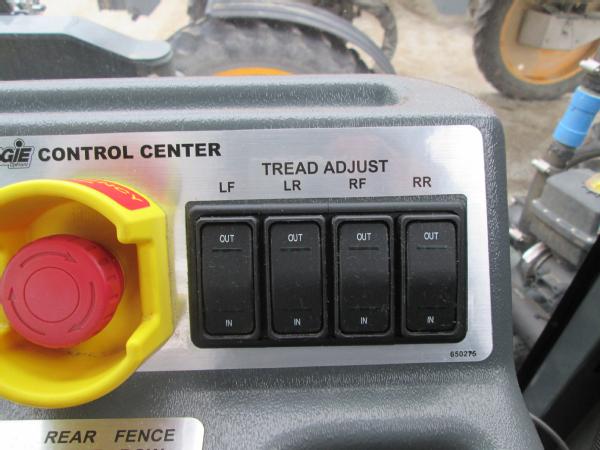 GIE CONTROL CENTER
TREAD ADJUST
LF LR RF RR
OUT OUT OUT OUT
IN IN IN IN
650275
REAR FENCE